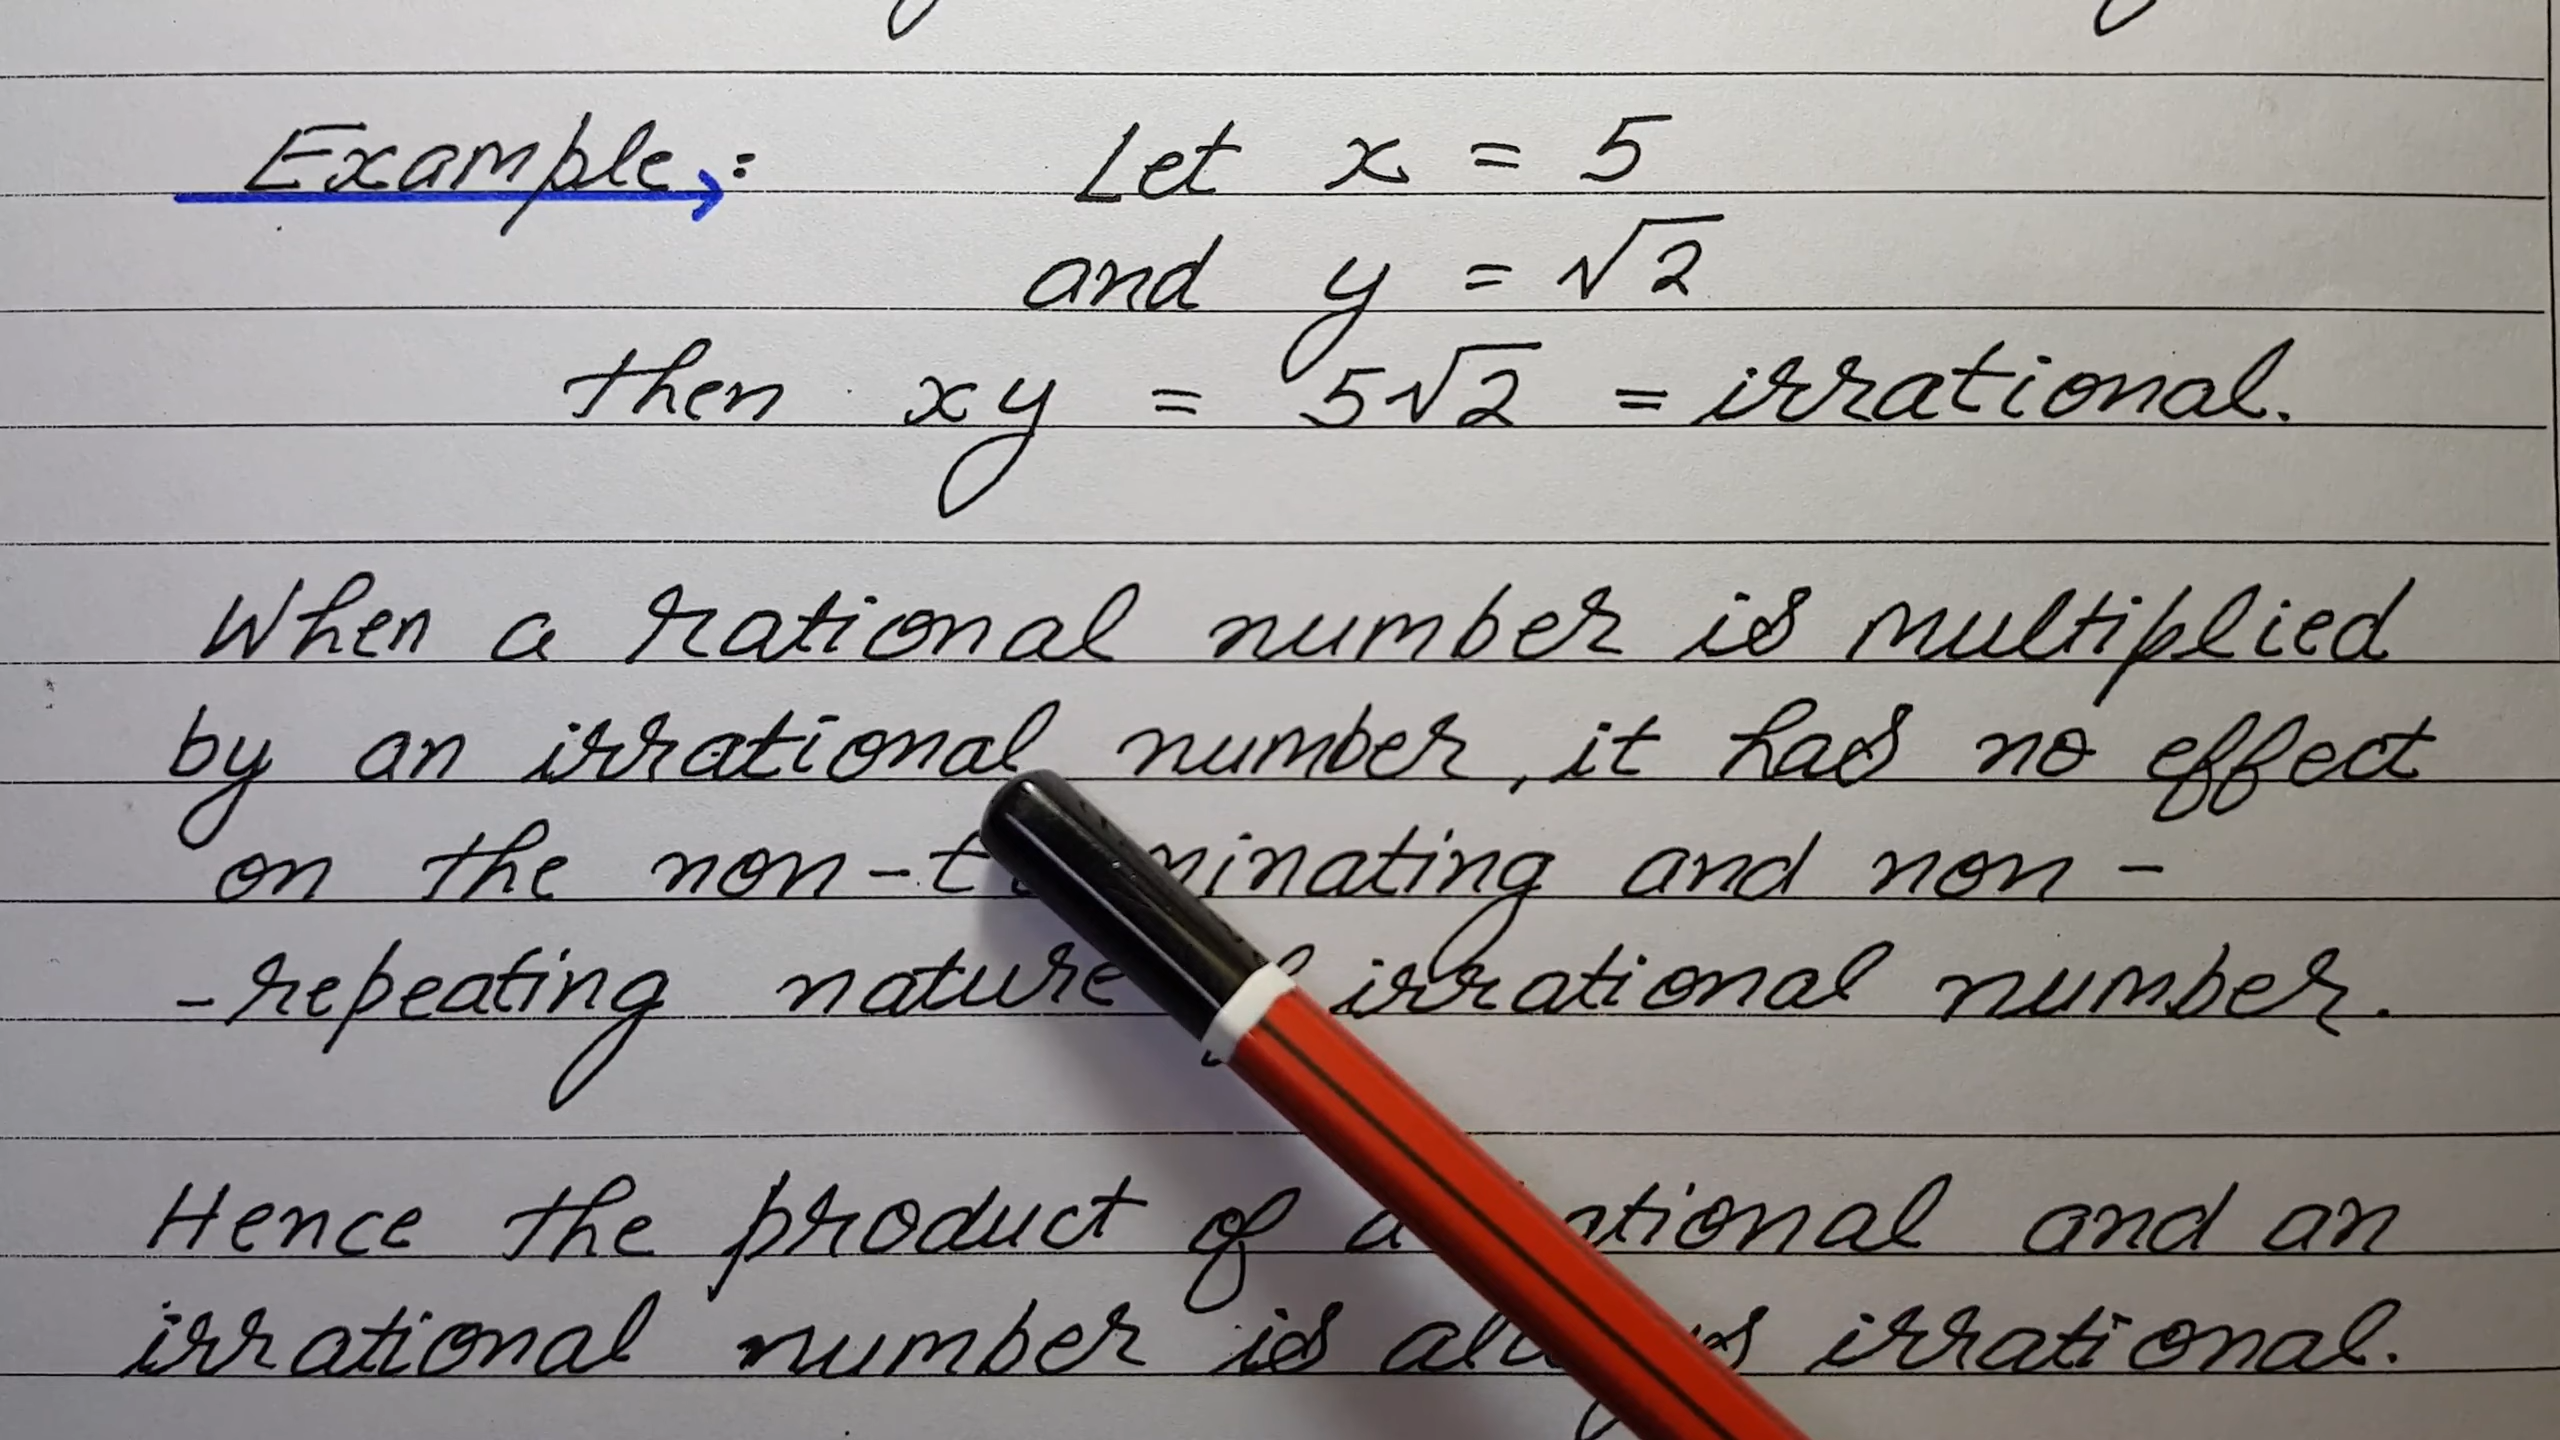 Example:
Let x = 5
and y = √2
then xy = 5√2 = irrational.
When a rational number is multiplied
by an irrational number, it has no effect
on the non- and non-
-repeating nature irrational number.
Hence the product of a and an
irrational number is irrational.